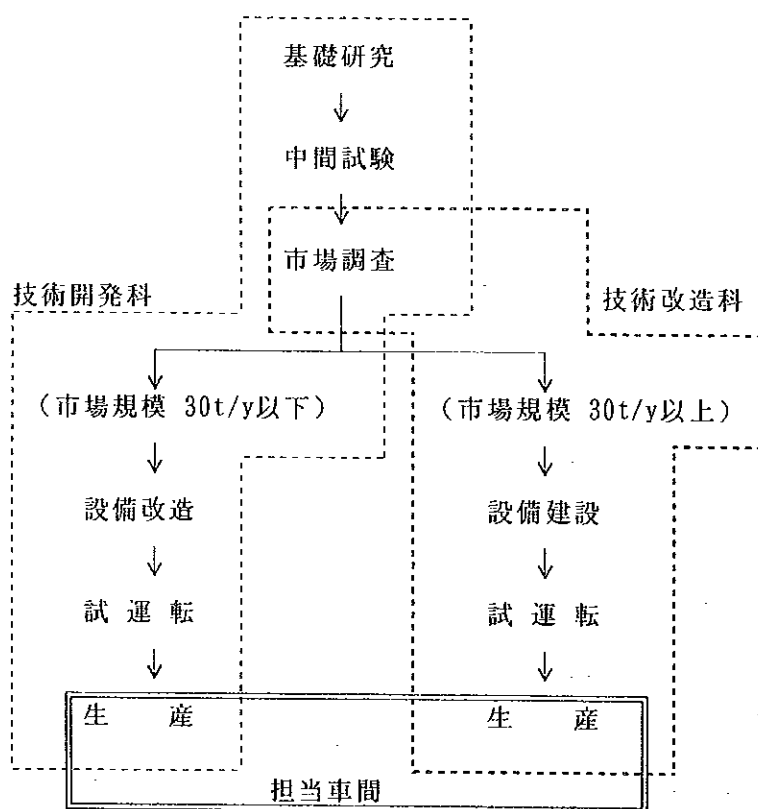 基礎研究
↓
中間試験
↓
市場調査
技術開発科
技術改造科
↓ ↓
(市場規模 30t/y以下) (市場規模 30t/y以上)
↓ ↓
設備改造 設備建設
↓ ↓
試 運 転 試 運 転
↓ ↓
生 産 生 産
担当車間